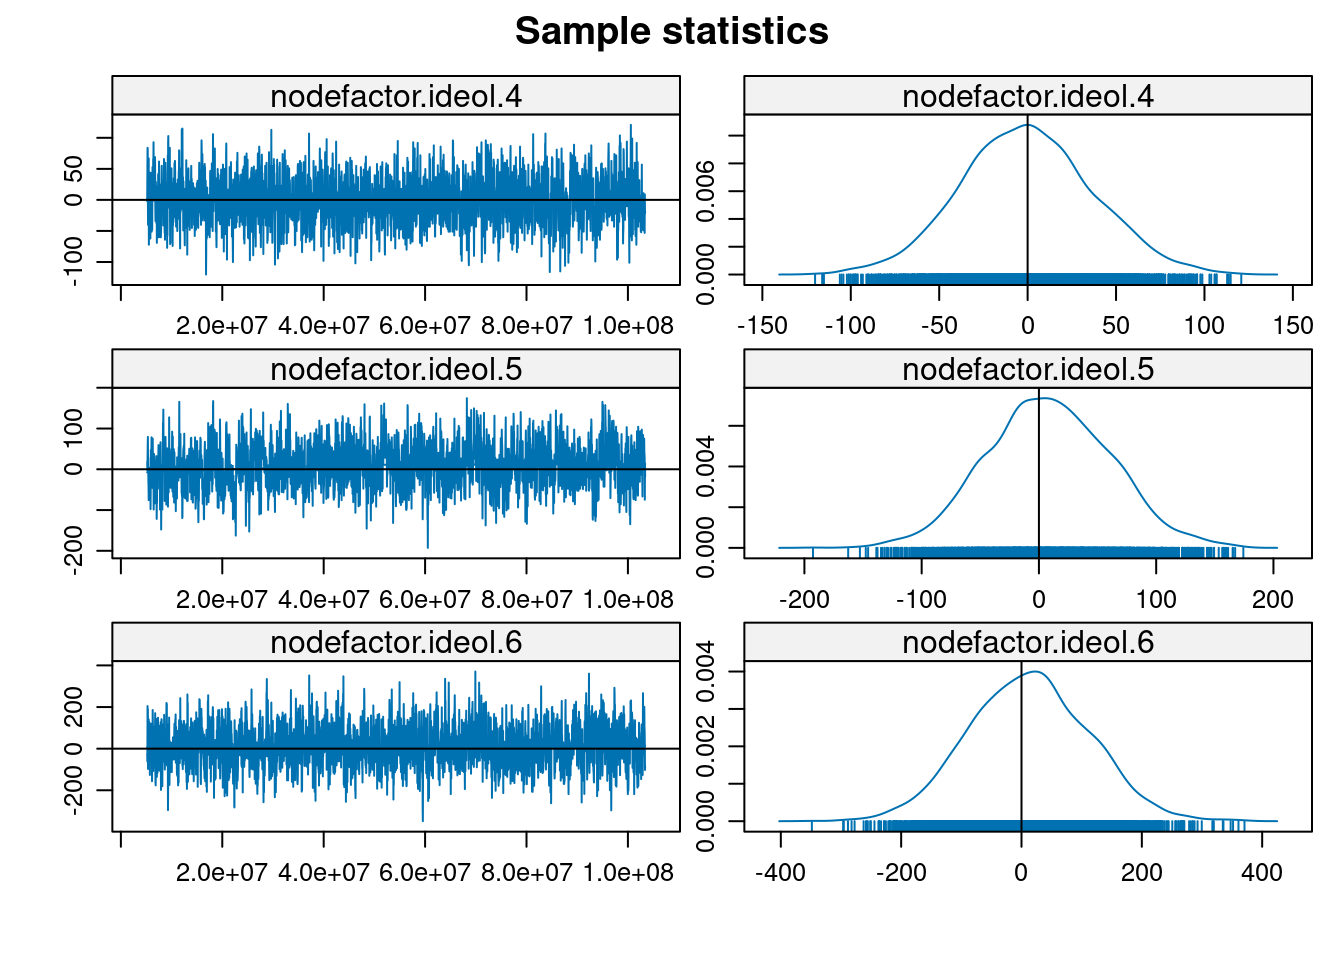 Sample statistics
nodefactor.ideol.4 nodefactor.ideol.4
-100 0 50
2.0e+07 4.0e+07 6.0e+07 8.0e+07 1.0e+08
0.000 0.006
-150 -100 -50 0 50 100 150
nodefactor.ideol.5 nodefactor.ideol.5
-200 0 100
2.0e+07 4.0e+07 6.0e+07 8.0e+07 1.0e+08
0.000 0.004
-200 -100 0 100 200
nodefactor.ideol.6 nodefactor.ideol.6
-200 0 200
2.0e+07 4.0e+07 6.0e+07 8.0e+07 1.0e+08
0.000 0.002 0.004
-400 -200 0 200 400